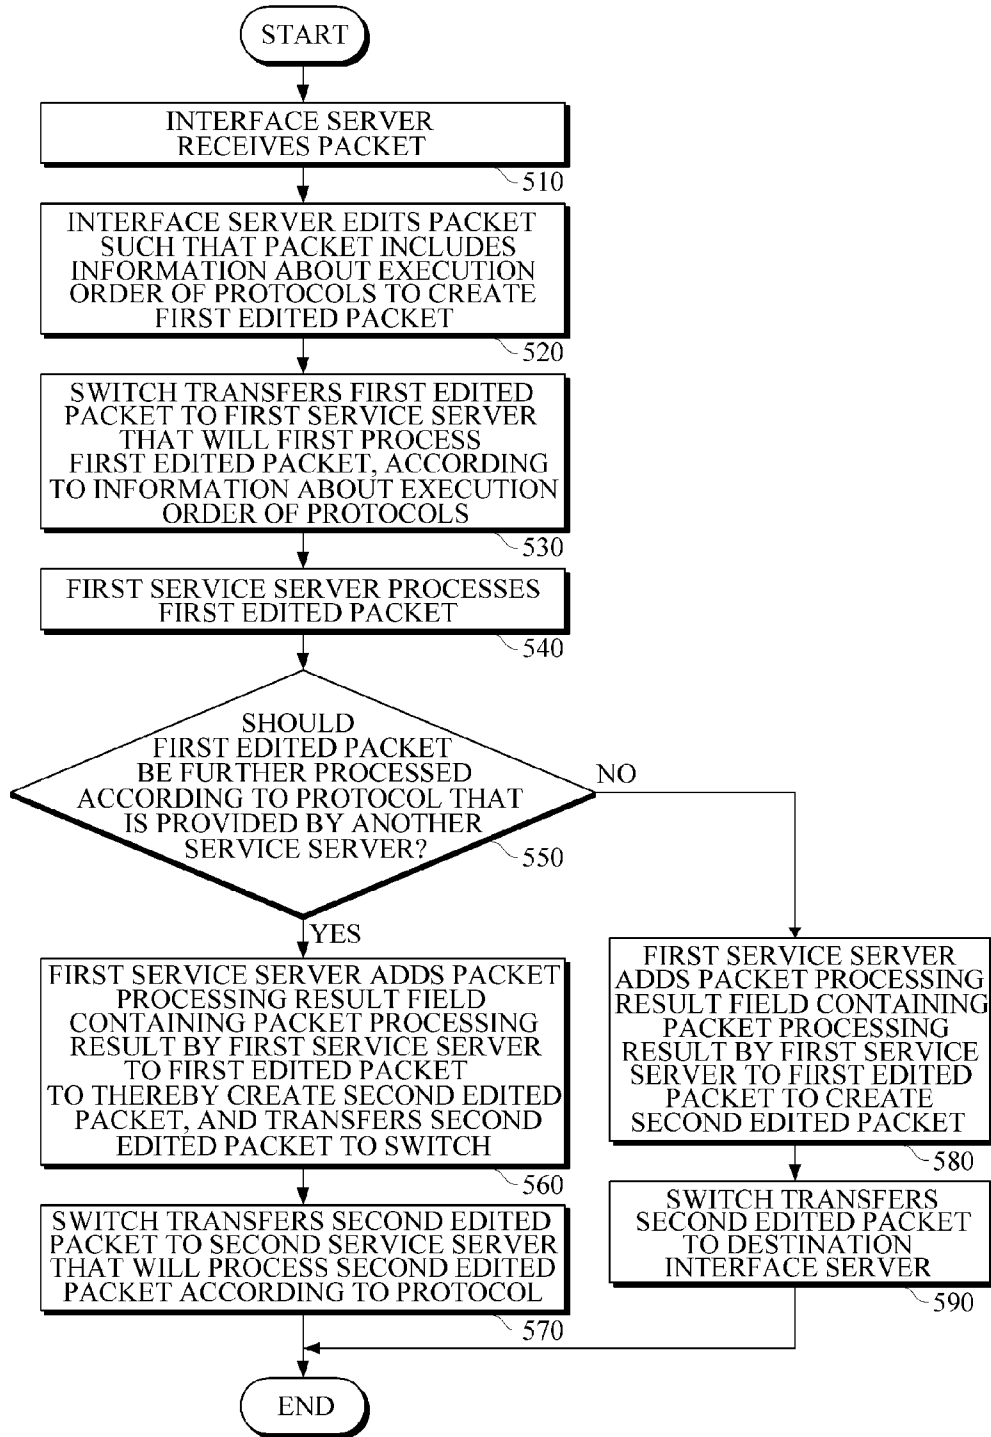 START
INTERFACE SERVER
RECEIVES PACKET
510
INTERFACE SERVER EDITS PACKET
SUCH THAT PACKET INCLUDES
INFORMATION ABOUT EXECUTION
ORDER OF PROTOCOLS TO CREATE
FIRST EDITED PACKET
520
SWITCH TRANSFERS FIRST EDITED
PACKET TO FIRST SERVICE SERVER
THAT WILL FIRST PROCESS
FIRST EDITED PACKET, ACCORDING
TO INFORMATION ABOUT EXECUTION
ORDER OF PROTOCOLS
530
FIRST SERVICE SERVER PROCESSES
FIRST EDITED PACKET
540
SHOULD
FIRST EDITED PACKET
BE FURTHER PROCESSED
ACCORDING TO PROTOCOL THAT
IS PROVIDED BY ANOTHER
SERVICE SERVER?
550
NO
YES
FIRST SERVICE SERVER ADDS PACKET
PROCESSING RESULT FIELD
CONTAINING PACKET PROCESSING
RESULT BY FIRST SERVICE SERVER
TO FIRST EDITED PACKET
TO THEREBY CREATE SECOND EDITED
PACKET, AND TRANSFERS SECOND
EDITED PACKET TO SWITCH
560
SWITCH TRANSFERS SECOND EDITED
PACKET TO SECOND SERVICE SERVER
THAT WILL PROCESS SECOND EDITED
PACKET ACCORDING TO PROTOCOL
570
FIRST SERVICE SERVER
ADDS PACKET PROCESSING
RESULT FIELD CONTAINING
PACKET PROCESSING
RESULT BY FIRST SERVICE
SERVER TO FIRST EDITED
PACKET TO CREATE
SECOND EDITED PACKET
580
SWITCH TRANSFERS
SECOND EDITED PACKET
TO DESTINATION
INTERFACE SERVER
590
END